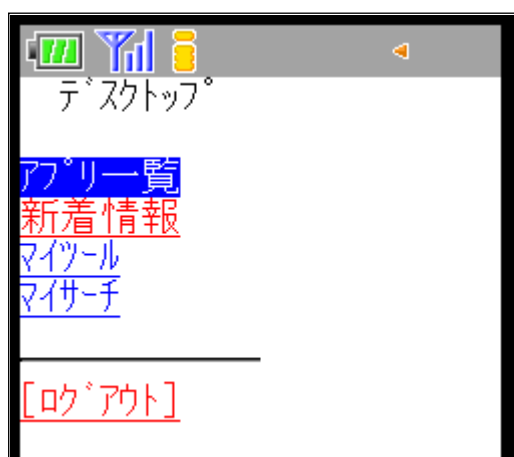 ﾃﾞｽｸﾄｯﾌﾟ
ｱﾌﾟﾘ一覧
新着情報
ﾏｲﾂｰﾙ
ﾏｲｻｰﾁ
[ﾛｸﾞｱｳﾄ]